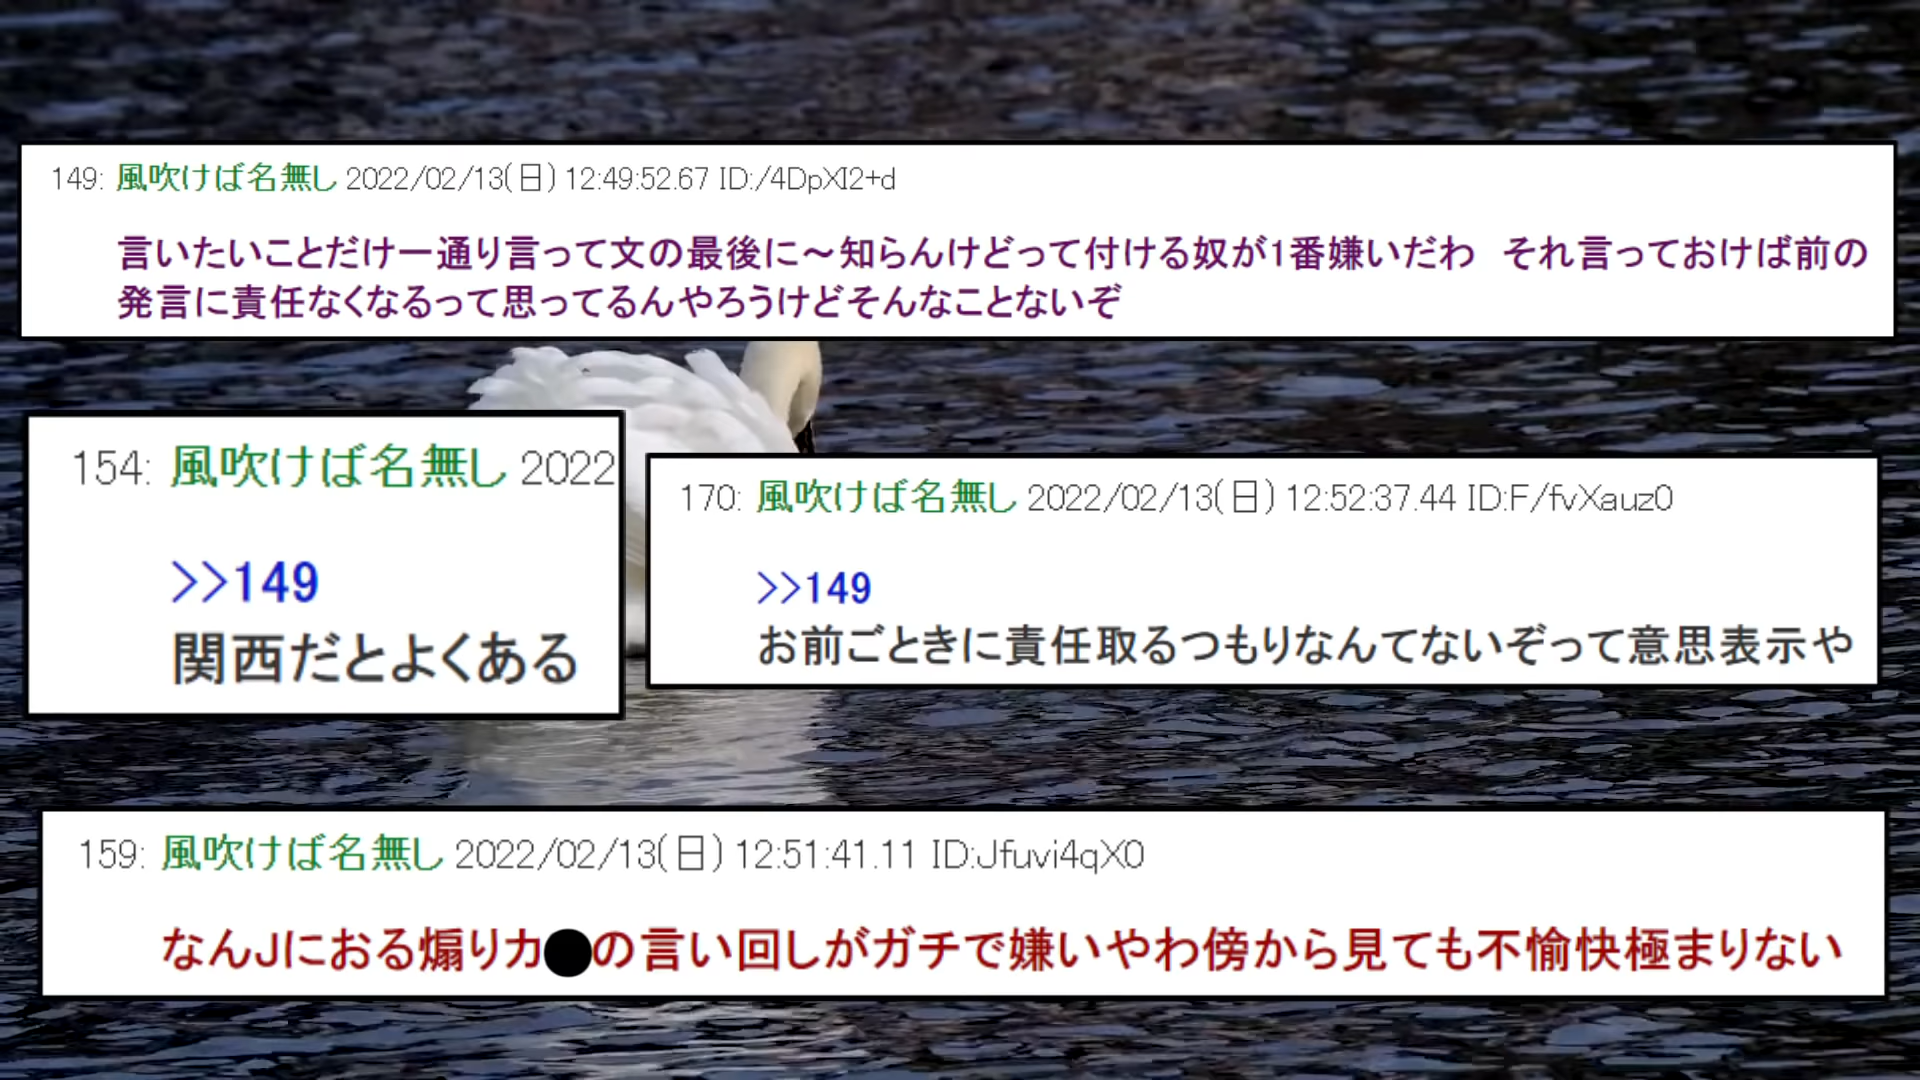 149: 風吹けば名無し 2022/02/13(日) 12:49:52.67 ID:/4DpXI2+d
言いたいことだけ一通り言って文の最後に～知らんけどって付ける奴が1番嫌いだわ　それ言っておけば前の
発言に責任なくなるって思ってるんやろうけどそんなことないぞ
154: 風吹けば名無し 2022
>>149
関西だとよくある
170: 風吹けば名無し 2022/02/13(日) 12:52:37.44 ID:F/fvXauz0
>>149
お前ごときに責任取るつもりなんてないぞって意思表示や
159: 風吹けば名無し 2022/02/13(日) 12:51:41.11 ID:Jfuvi4qX0
なんJにおる煽りカ●の言い回しがガチで嫌いやわ傍から見ても不愉快極まりない